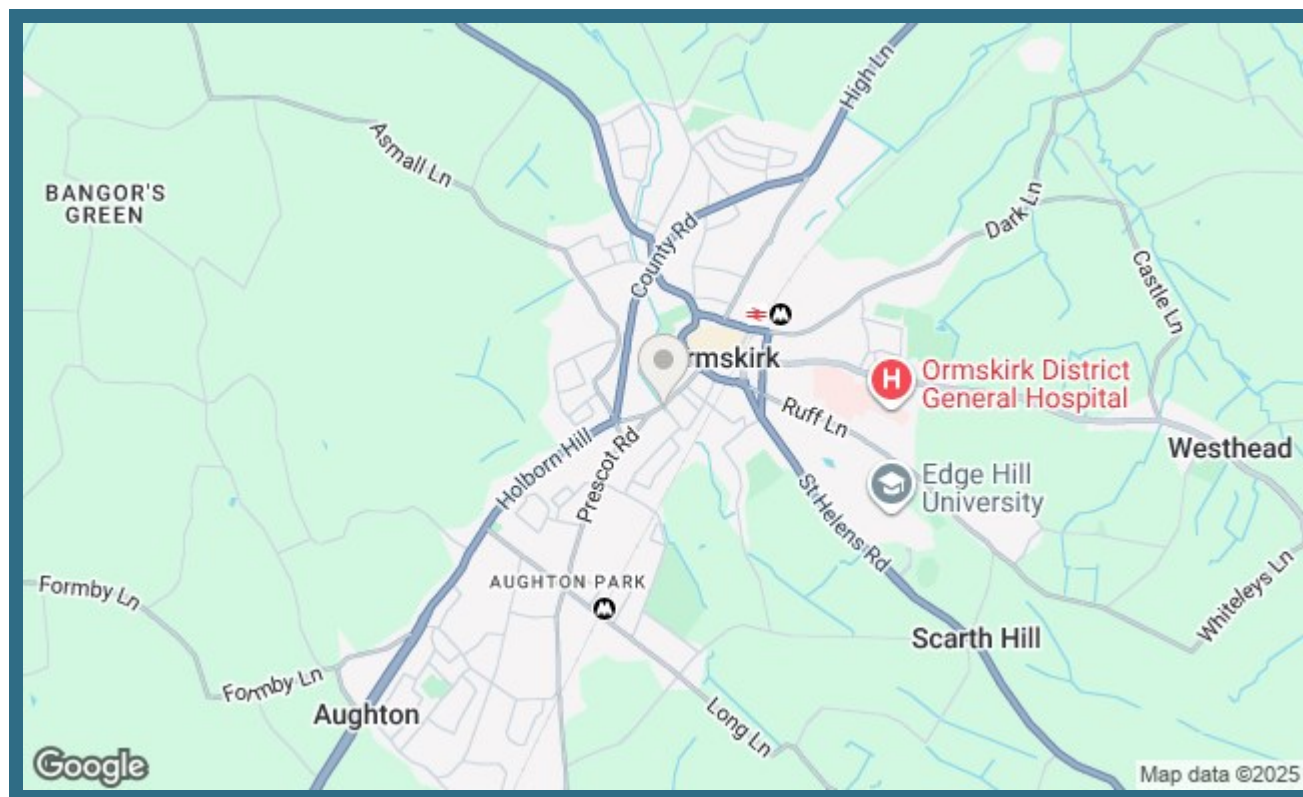 High Ln
Asmall Ln
BANGOR'S
GREEN
Dark Ln
County Rd
Castle Ln
rmskirk
Ormskirk District
General Hospital
H
Ruff Ln
Westhead
Holborn Hill
Prescot Rd
Edge Hill
University
St Helens Rd
AUGHTON PARK
Formby Ln
Whiteleys Ln
Scarth Hill
Formby Ln
Aughton
Long Ln
Google
Map data ©2025